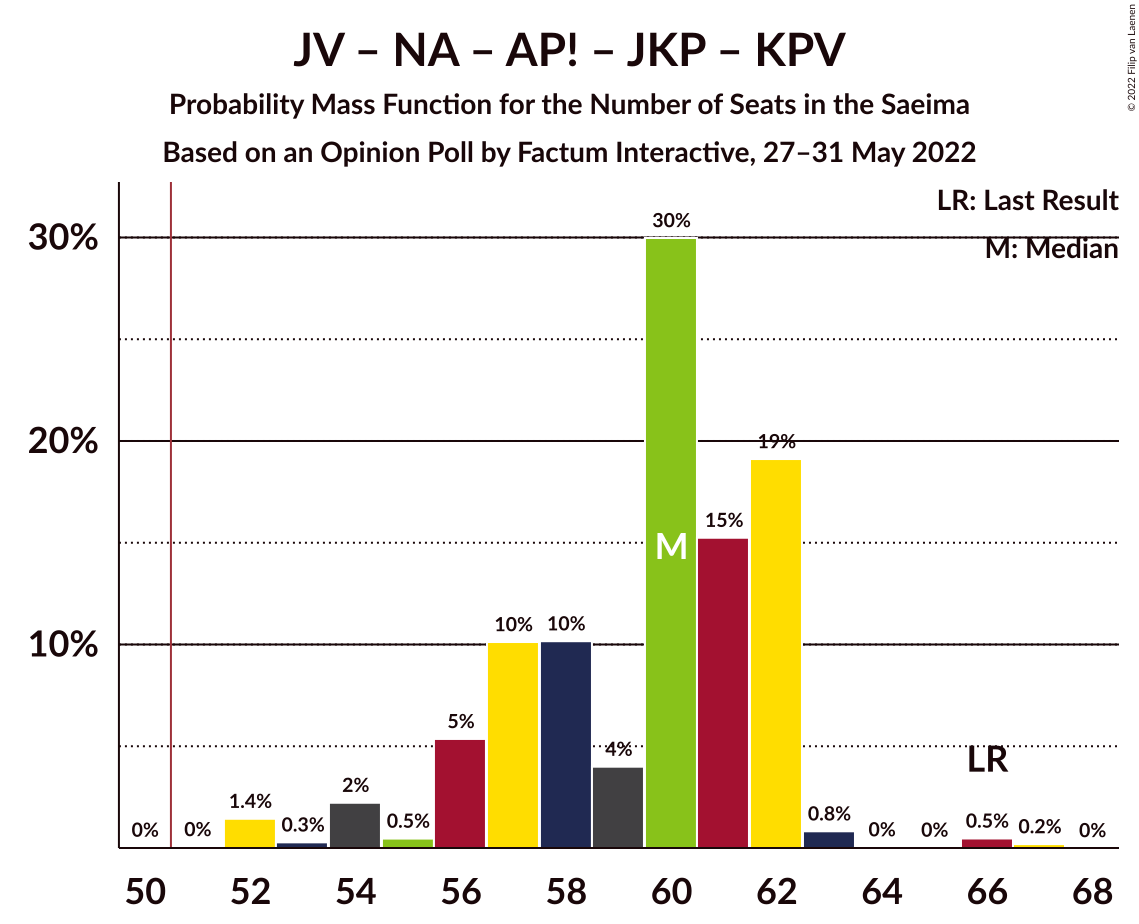 JV – NA – AP! – JKP – KPV
Probability Mass Function for the Number of Seats in the Saeima
Based on an Opinion Poll by Factum Interactive, 27–31 May 2022
© 2022 Filip van Laenen
LR: Last Result
M: Median
30%
20%
10%
0%
0%
1.4%
0.3%
2%
0.5%
5%
10%
10%
4%
30%
M
15%
19%
0.8%
0%
0%
LR
0.5%
0.2%
0%
50 52 54 56 58 60 62 64 66 68